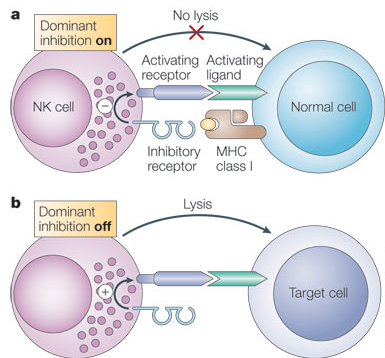 a
Dominant
inhibition on
No lysis
Activating
receptor
Activating
ligand
NK cell
−
Normal cell
Inhibitory
receptor
MHC
class I
b
Dominant
inhibition off
Lysis
+
Target cell